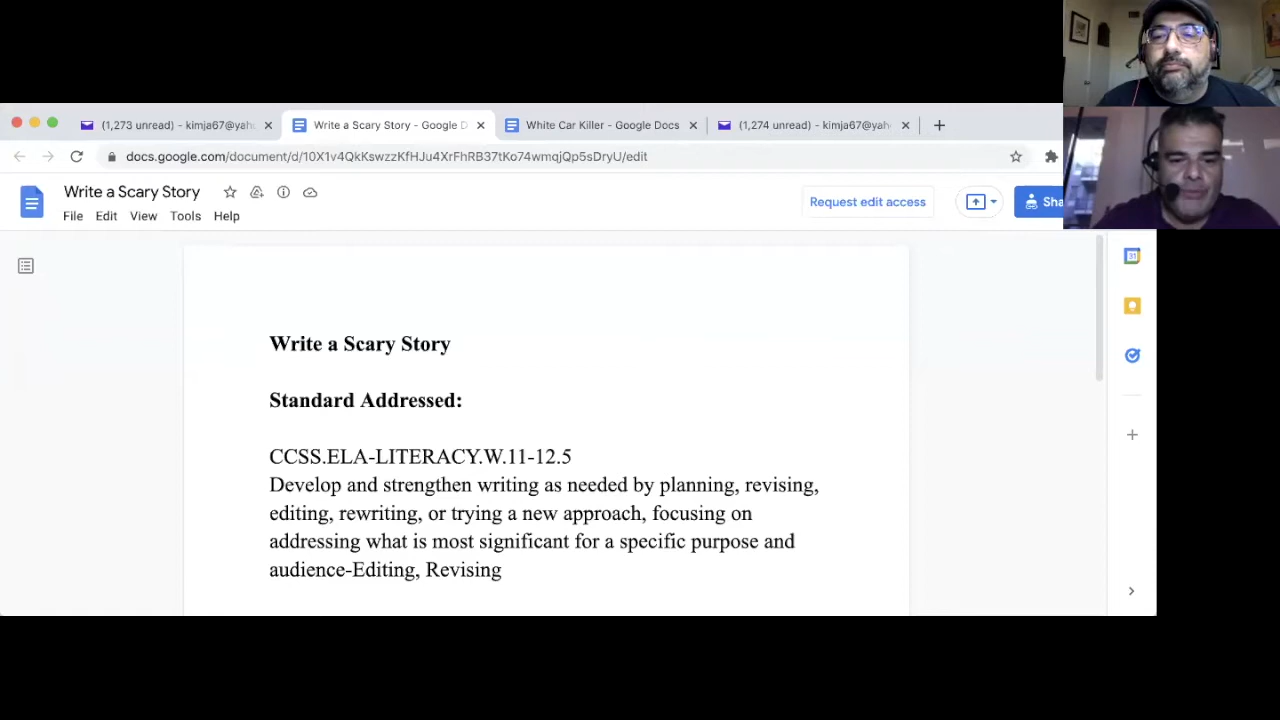 (1,273 unread) - kimja67@yaho
Write a Scary Story - Google D
White Car Killer - Google Docs
(1,274 unread) - kimja67@yah
docs.google.com/document/d/10X1v4QkKswzzKfHJu4XrFhRB37tKo74wmqjQp5sDryU/edit
Write a Scary Story
Request edit access
Sha
File Edit View Tools Help
31
Write a Scary Story
Standard Addressed:
CCSS.ELA-LITERACY.W.11-12.5
Develop and strengthen writing as needed by planning, revising,
editing, rewriting, or trying a new approach, focusing on
addressing what is most significant for a specific purpose and
audience-Editing, Revising